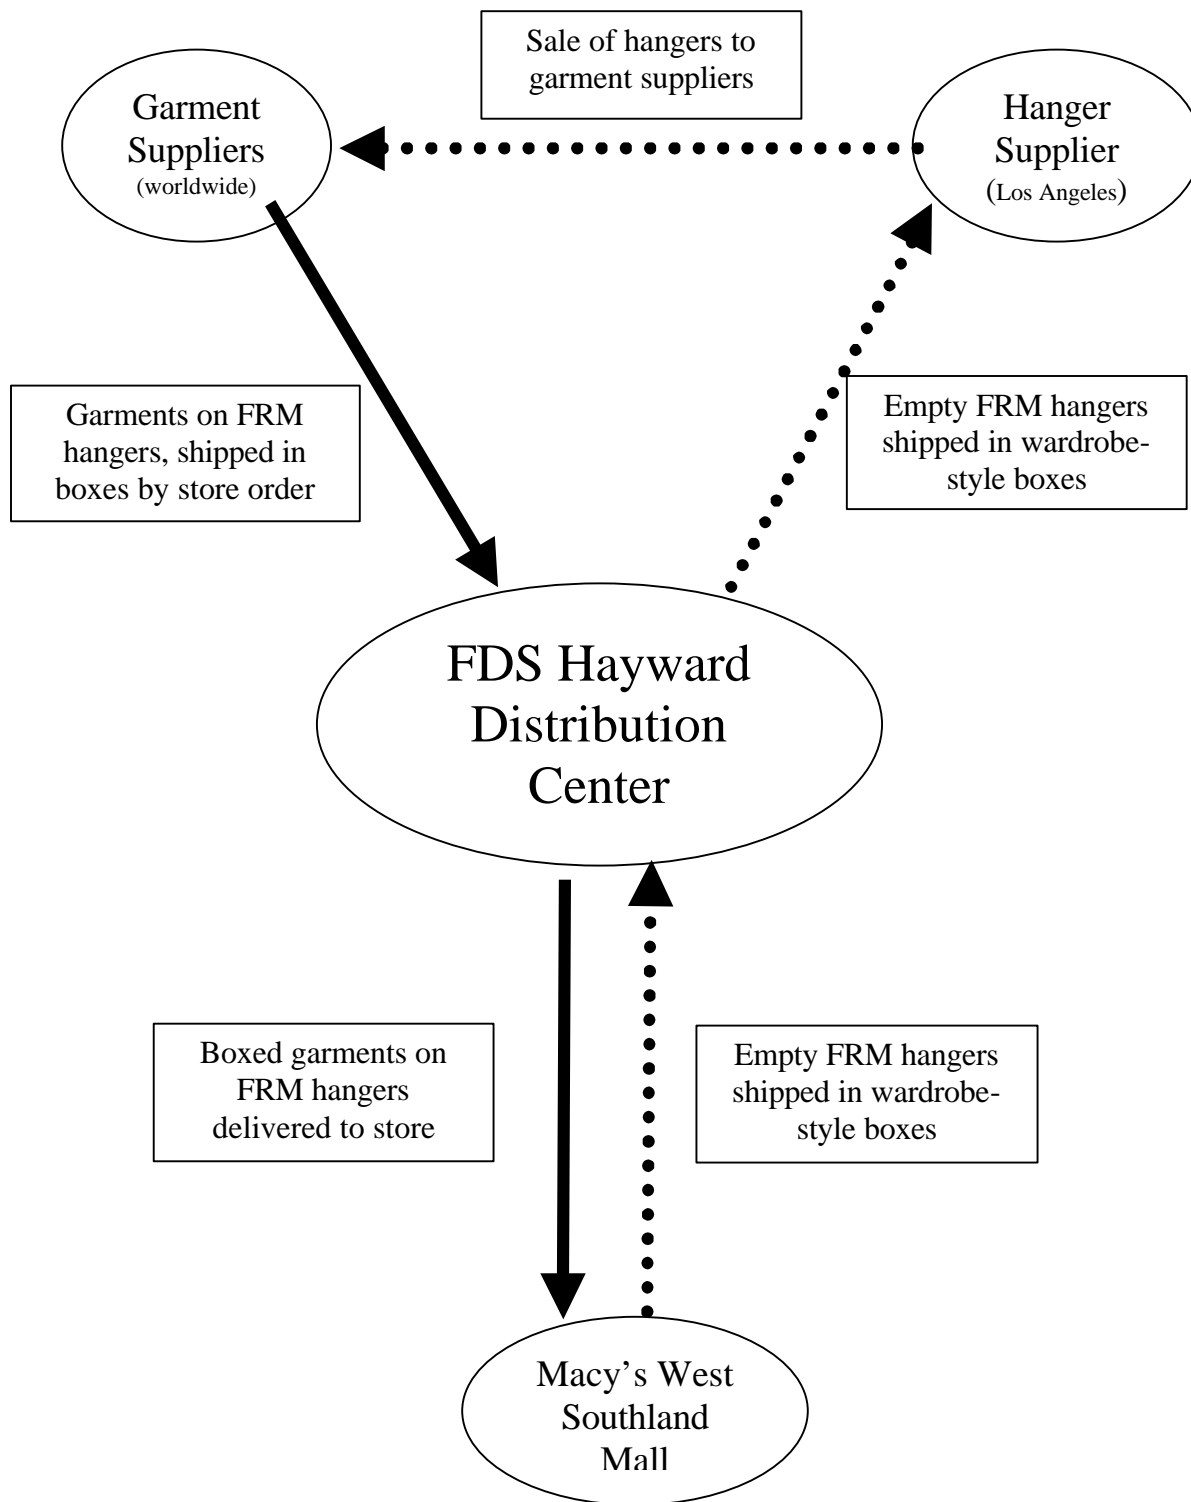 Sale of hangers to
garment suppliers
Garment
Suppliers
(worldwide)
Hanger
Supplier
(Los Angeles)
Garments on FRM
hangers, shipped in
boxes by store order
Empty FRM hangers
shipped in wardrobe-
style boxes
FDS Hayward
Distribution
Center
Boxed garments on
FRM hangers
delivered to store
Empty FRM hangers
shipped in wardrobe-
style boxes
Macy’s West
Southland
Mall